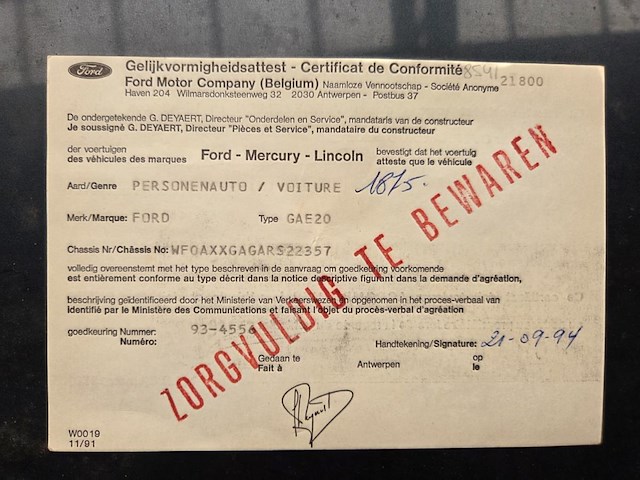 Ford
Gelijkvormigheidsattest - Certificat de Conformité 8541
Ford Motor Company (Belgium) Naamloze Vennootschap - Société Anonyme 21800
Haven 204 Wilmarsdonksteenweg 32 2030 Antwerpen - Postbus 37
De ondergetekende G. DEYAERT, Directeur "Onderdelen en Service", mandataris van de constructeur
Je soussigné G. DEYAERT, Directeur "Pièces et Service", mandataire du constructeur
der voertuigen
des véhicules des marques
Ford - Mercury - Lincoln
bevestigt dat het voertuig
atteste que le véhicule
Aard/Genre PERSONENAUTO / VOITURE 1875.
Merk/Marque: FORD Type GAE20
Chassis Nr/Châssis No: WF0AXXGAGARS22357
volledig overeenstemt met het type beschreven in de aanvraag om goedkeuring voorkomende
est entièrement conforme au type décrit dans la notice descriptive figurant dans la demande d'agréation,
beschrijving geïdentificeerd door het Ministerie van Verkeerswezen en opgenomen in het proces-verbaal van
identifié par le Ministère des Communications et faisant l'objet du procès-verbal d'agréation
goedkeuring Nummer: 93-4556
Numéro:
Handtekening/Signature: 21-09-94
Gedaan te
Fait à
Antwerpen
op
le
ZORGVULDIG TE BEWAREN
W0019
11/91